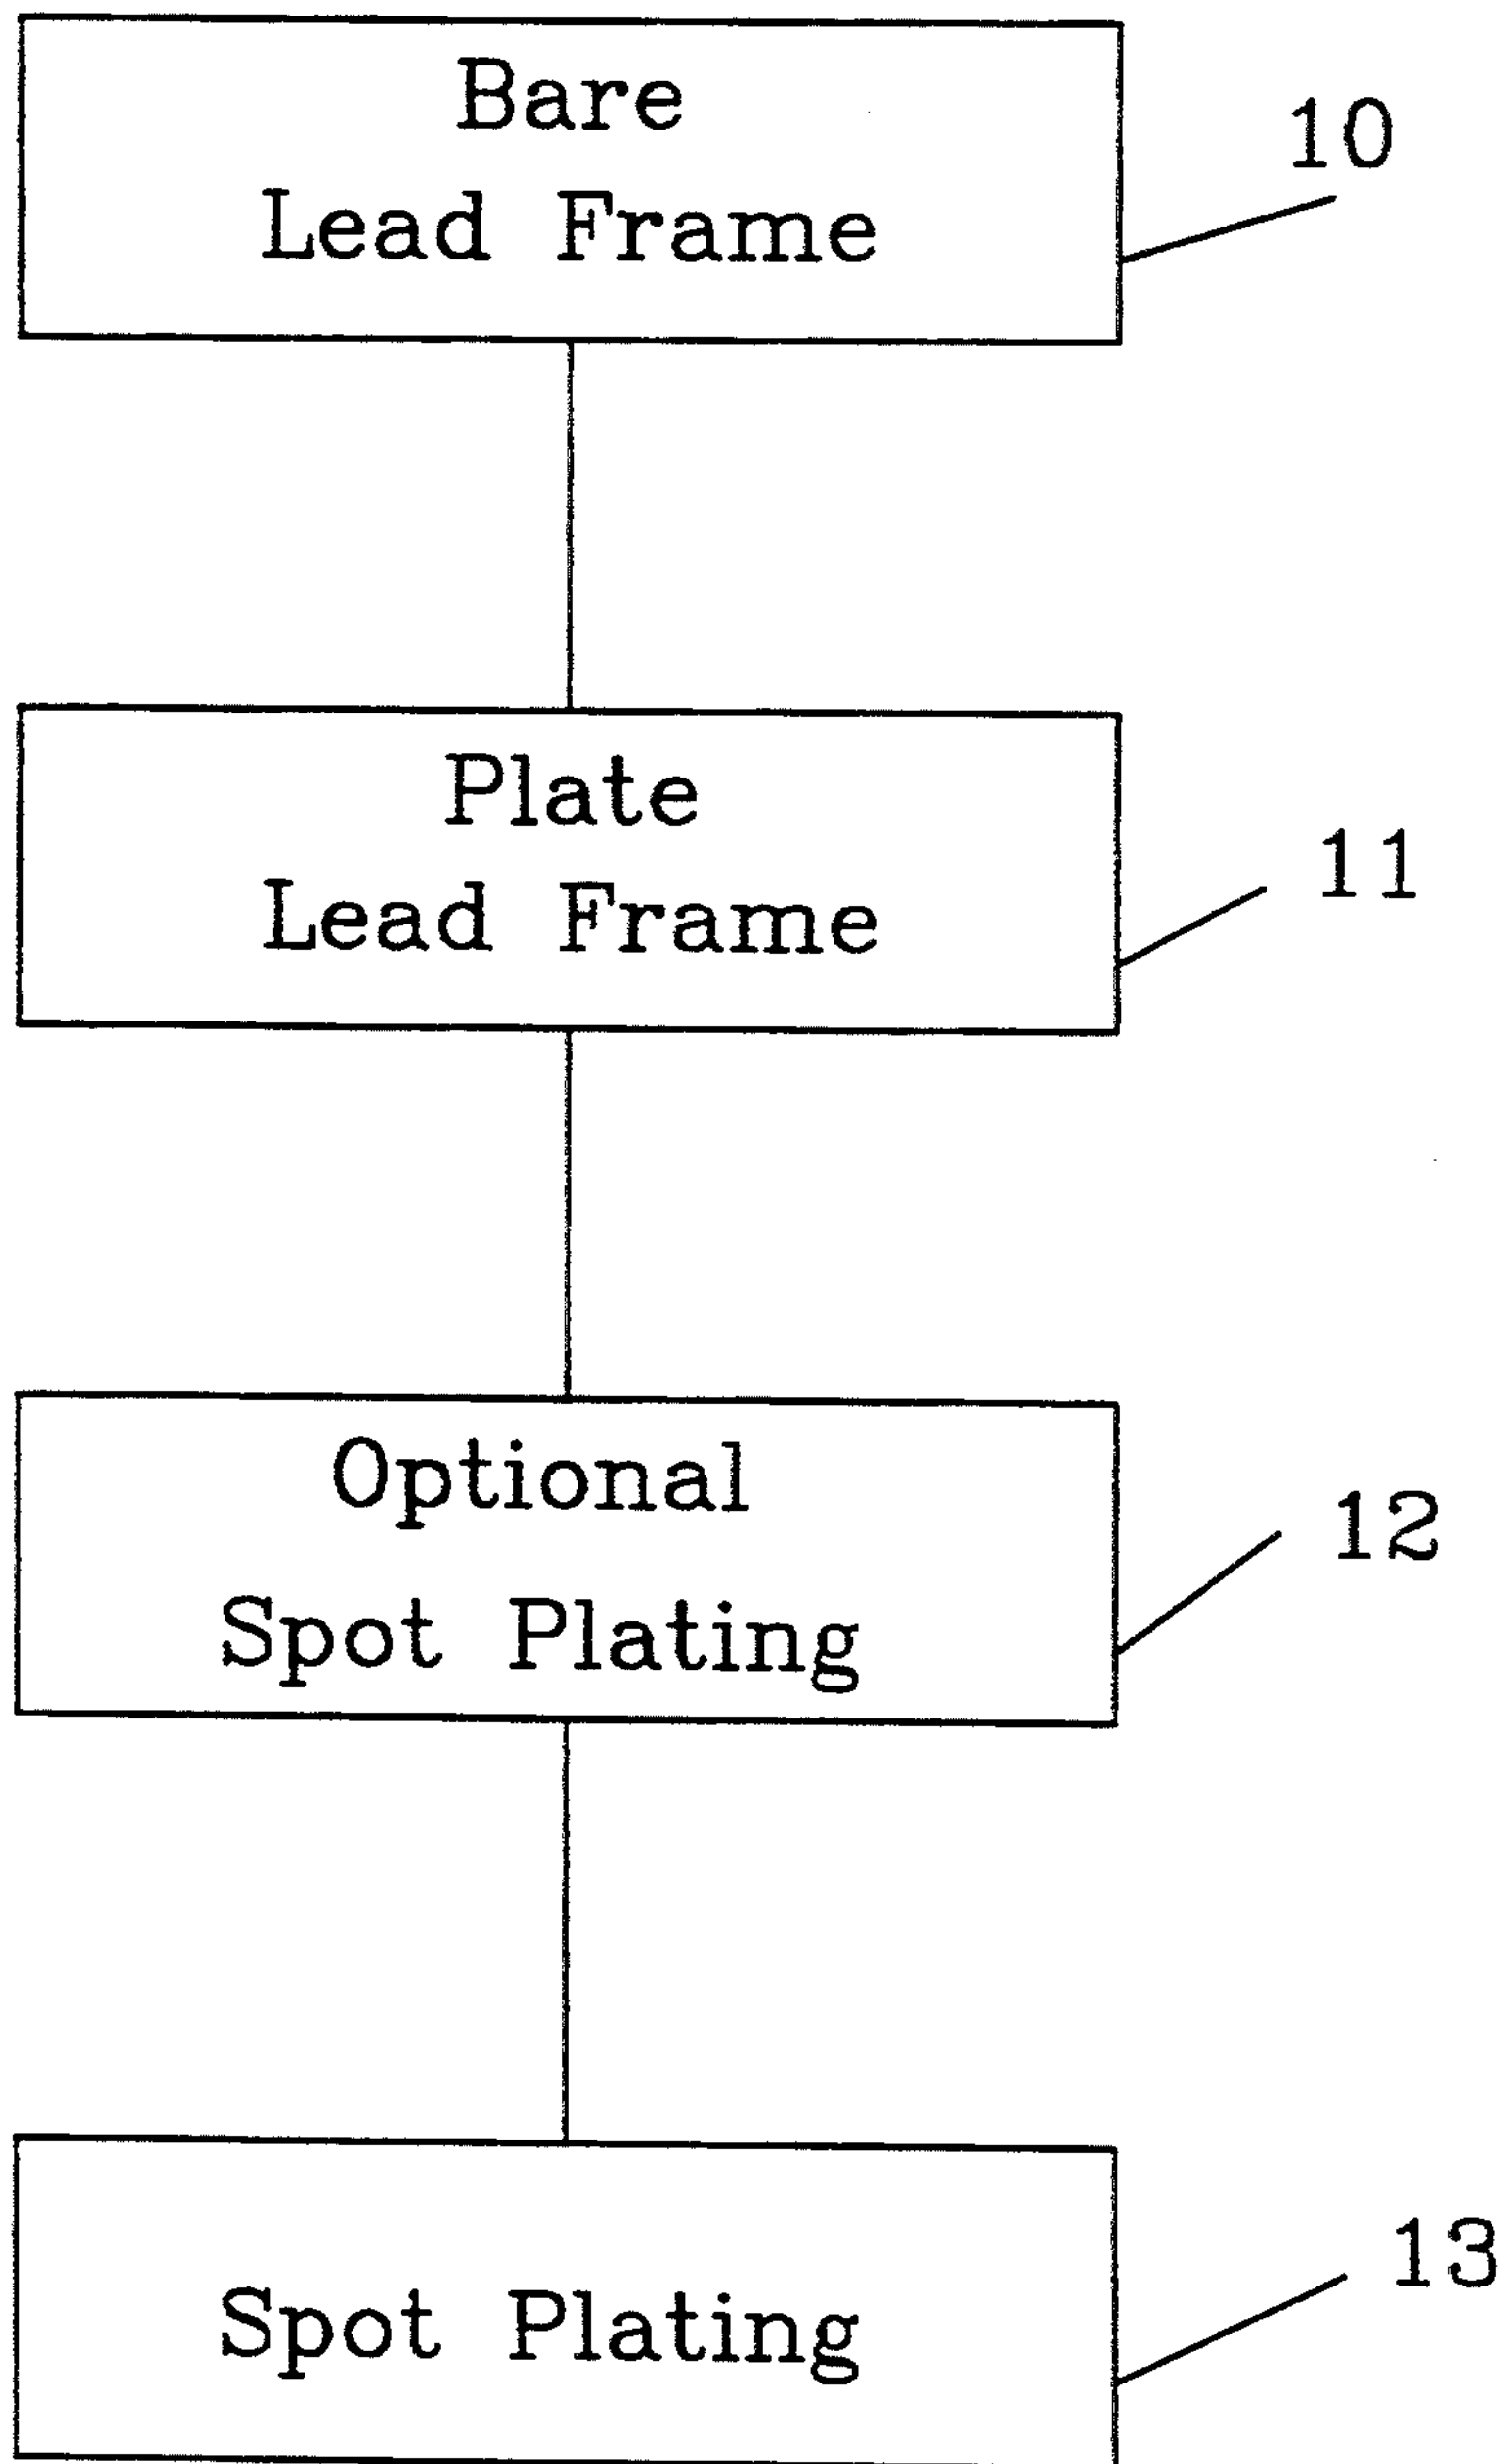 Bare
Lead Frame
10
Plate
Lead Frame
11
Optional
Spot Plating
12
Spot Plating
13